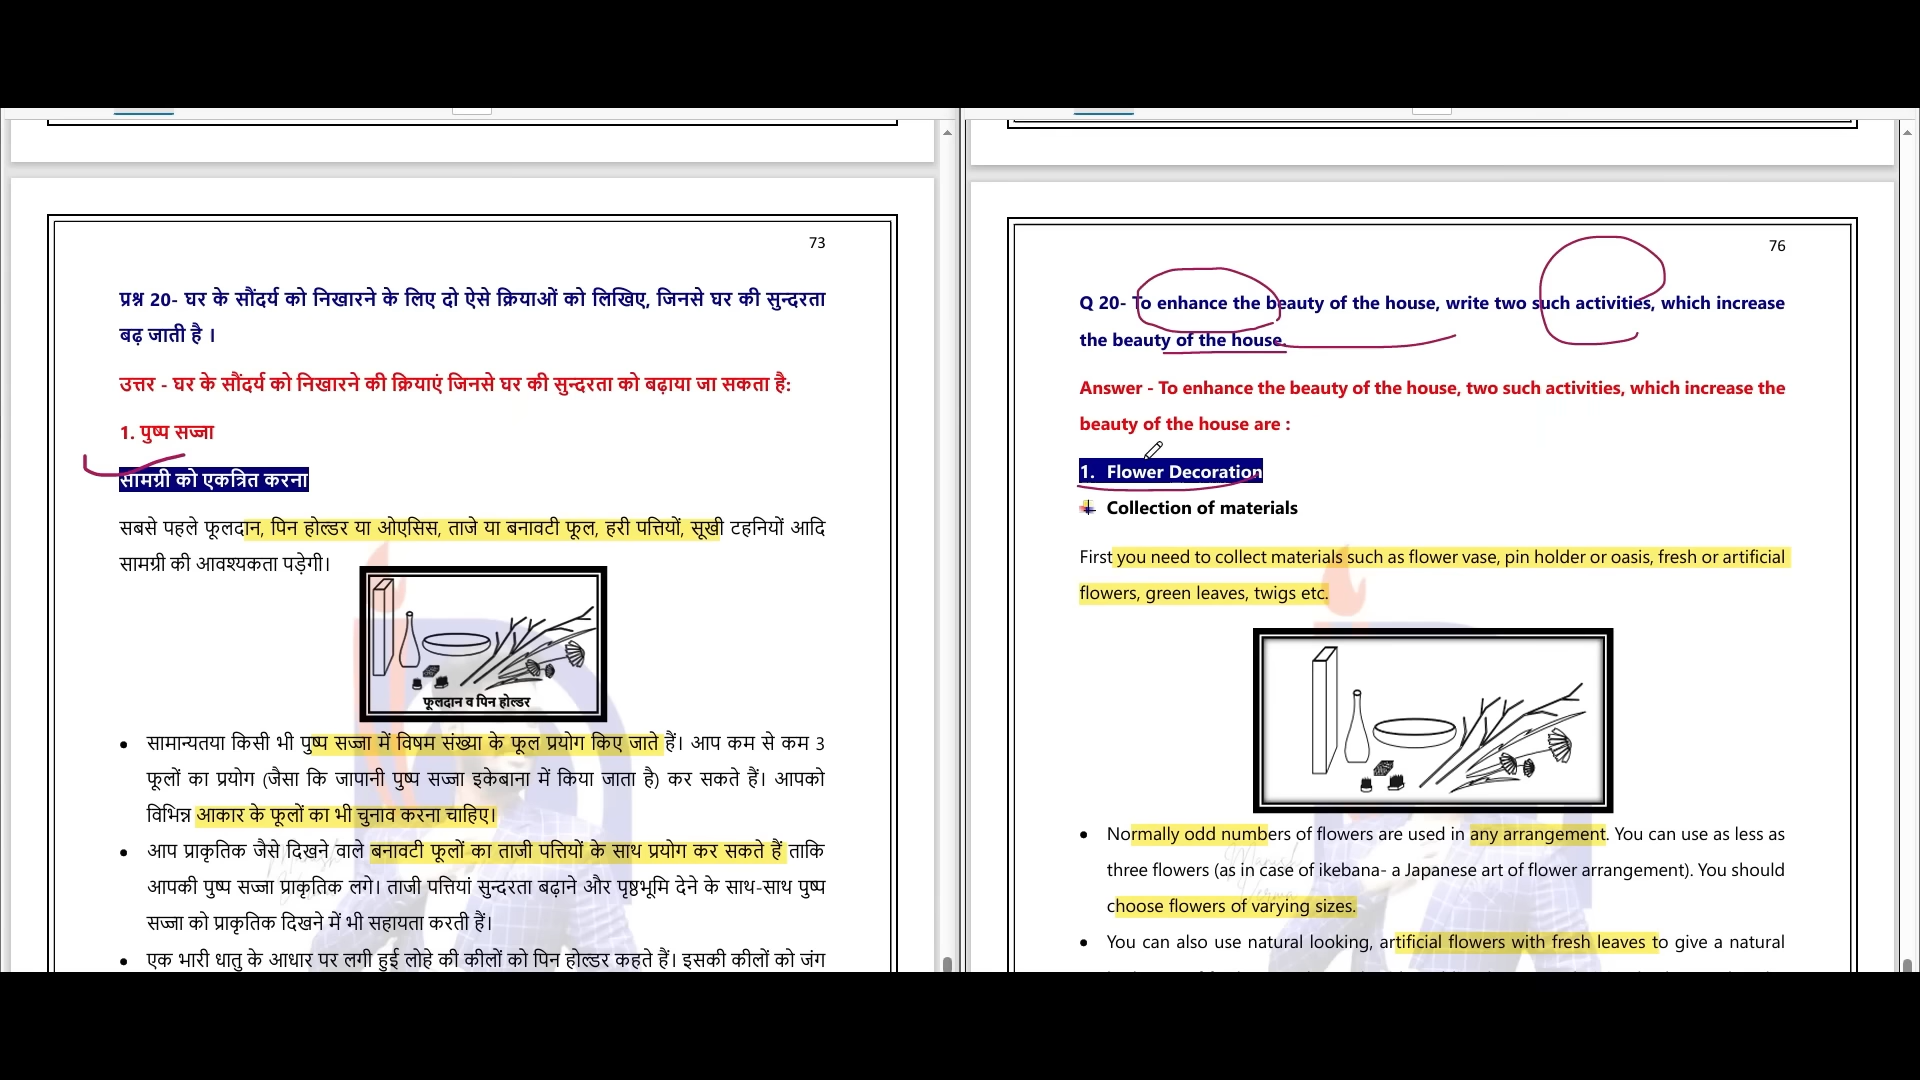 73
प्रश्न 20- घर के सौंदर्य को निखारने के लिए दो ऐसे क्रियाओं को लिखिए, जिनसे घर की सुन्दरता
बढ़ जाती है ।
उत्तर - घर के सौंदर्य को निखारने की क्रियाएं जिनसे घर की सुन्दरता को बढ़ाया जा सकता है:
1. पुष्प सज्जा
सामग्री को एकत्रित करना
सबसे पहले फूलदान, पिन होल्डर या ओएसिस, ताजे या बनावटी फूल, हरी पत्तियों, सूखी टहनियों आदि
सामग्री की आवश्यकता पड़ेगी।
फूलदान व पिन होल्डर
• सामान्यतया किसी भी पुष्प सज्जा में विषम संख्या के फूल प्रयोग किए जाते हैं। आप कम से कम 3
फूलों का प्रयोग (जैसा कि जापानी पुष्प सज्जा इकेबाना में किया जाता है) कर सकते हैं। आपको
विभिन्न आकार के फूलों का भी चुनाव करना चाहिए।
• आप प्राकृतिक जैसे दिखने वाले बनावटी फूलों का ताजी पत्तियों के साथ प्रयोग कर सकते हैं ताकि
आपकी पुष्प सज्जा प्राकृतिक लगे। ताजी पत्तियां सुन्दरता बढ़ाने और पृष्ठभूमि देने के साथ-साथ पुष्प
सज्जा को प्राकृतिक दिखने में भी सहायता करती हैं।
• एक भारी धातु के आधार पर लगी हुई लोहे की कीलों को पिन होल्डर कहते हैं। इसकी कीलों को जंग
76
Q 20- To enhance the beauty of the house, write two such activities, which increase
the beauty of the house.
Answer - To enhance the beauty of the house, two such activities, which increase the
beauty of the house are :
1. Flower Decoration
Collection of materials
First you need to collect materials such as flower vase, pin holder or oasis, fresh or artificial
flowers, green leaves, twigs etc.
• Normally odd numbers of flowers are used in any arrangement. You can use as less as
three flowers (as in case of ikebana- a Japanese art of flower arrangement). You should
choose flowers of varying sizes.
• You can also use natural looking, artificial flowers with fresh leaves to give a natural